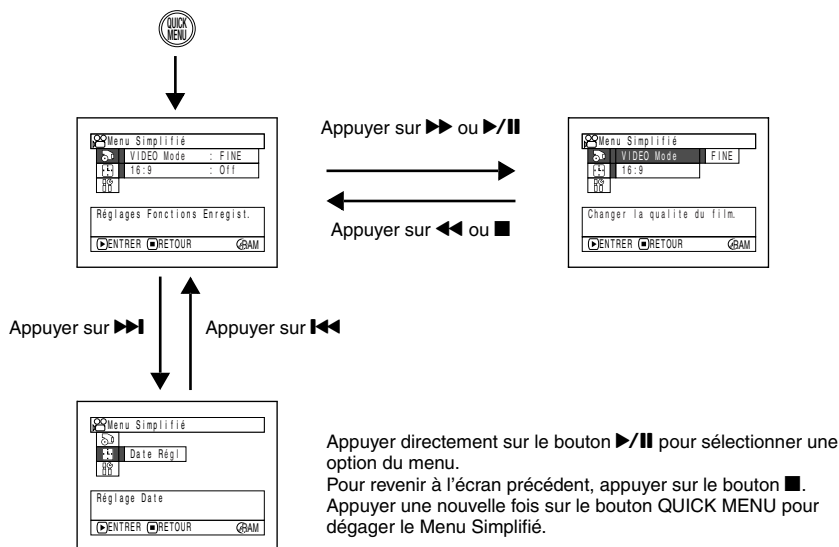 QUICK
MENU
Menu Simplifié
VIDEO Mode : FINE
16:9 : Off
Réglages Fonctions Enregist.
ENTRER RETOUR RAM
Appuyer sur ▶▶ ou ▶/II
Appuyer sur ◀◀ ou ■
Menu Simplifié
VIDEO Mode FINE
16:9
Changer la qualite du film.
ENTRER RETOUR RAM
Appuyer sur ▶▶I
Appuyer sur I◀◀
Menu Simplifié
Date Régl
Réglage Date
ENTRER RETOUR RAM
Appuyer directement sur le bouton ▶/II pour sélectionner une
option du menu.
Pour revenir à l'écran précédent, appuyer sur le bouton ■.
Appuyer une nouvelle fois sur le bouton QUICK MENU pour
dégager le Menu Simplifié.